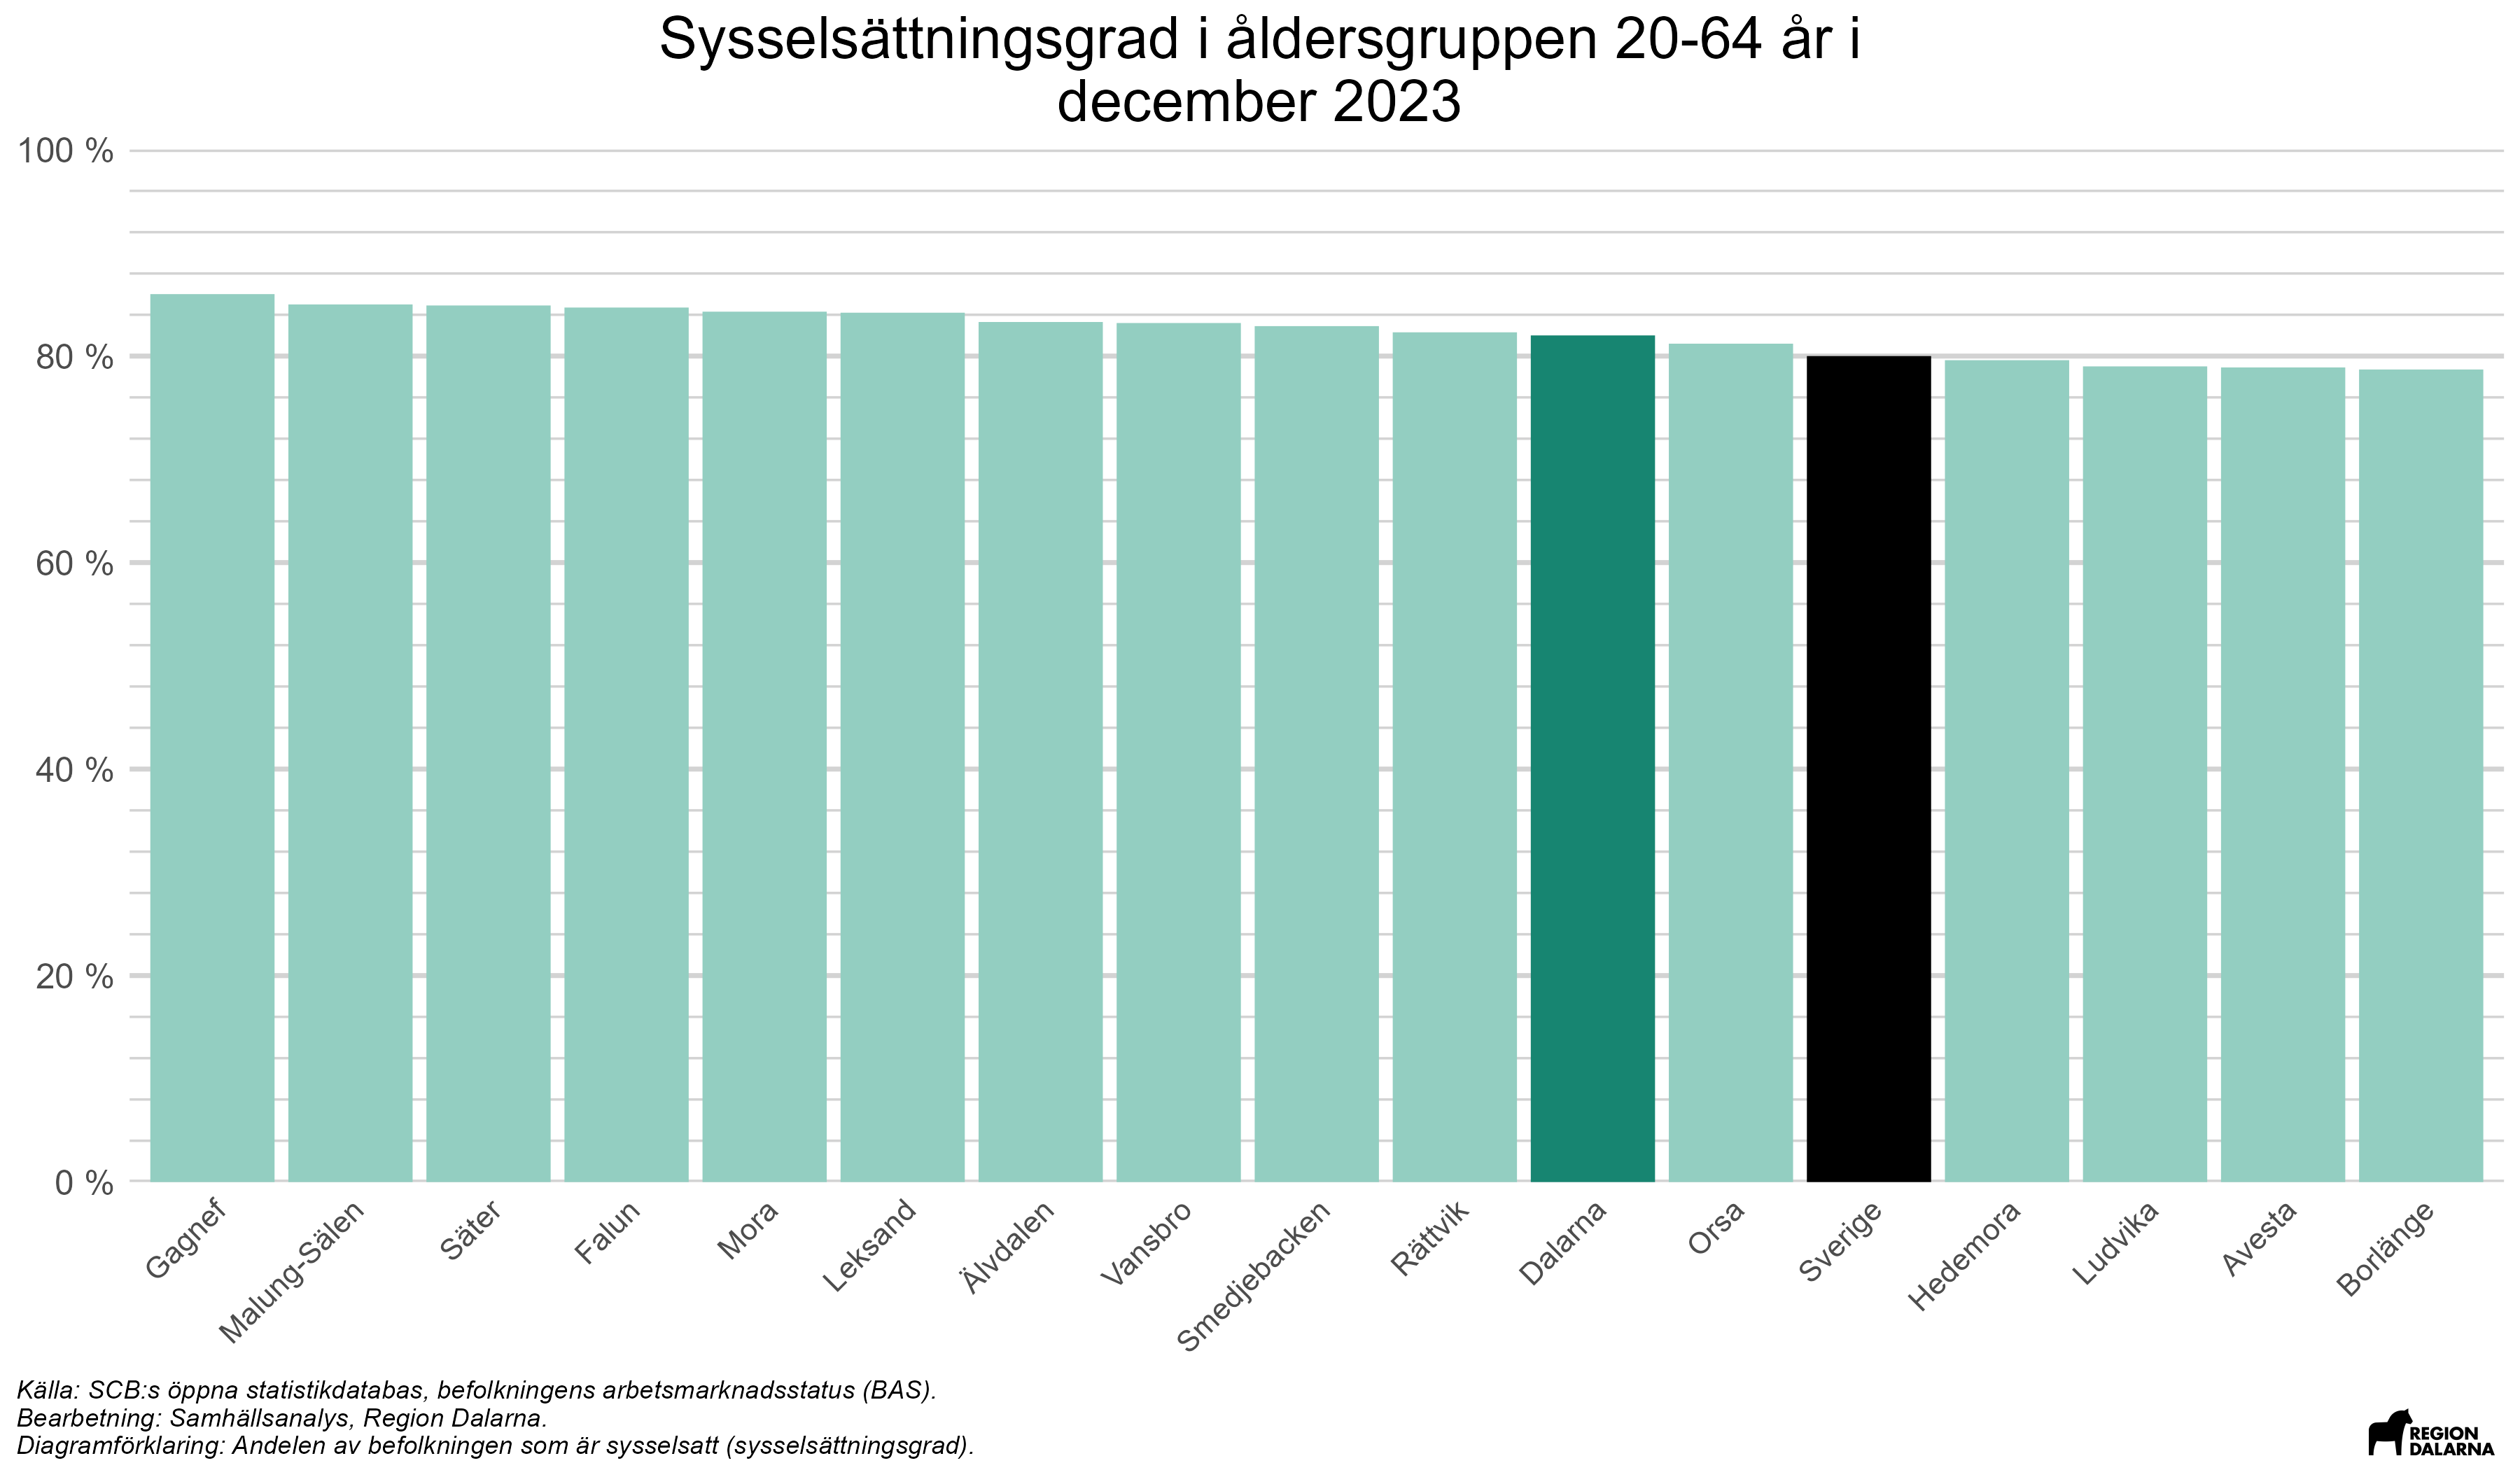 Sysselsättningsgrad i åldersgruppen 20-64 år i
december 2023
100 %
80 %
60 %
40 %
20 %
0 %
Gagnef
Malung-Sälen
Säter
Falun
Mora
Leksand
Älvdalen
Vansbro
Smedjebacken
Rättvik
Dalarna
Orsa
Sverige
Hedemora
Ludvika
Avesta
Borlänge
Källa: SCB:s öppna statistikdatabas, befolkningens arbetsmarknadsstatus (BAS).
Bearbetning: Samhällsanalys, Region Dalarna.
Diagramförklaring: Andelen av befolkningen som är sysselsatt (sysselsättningsgrad).
REGION
DALARNA